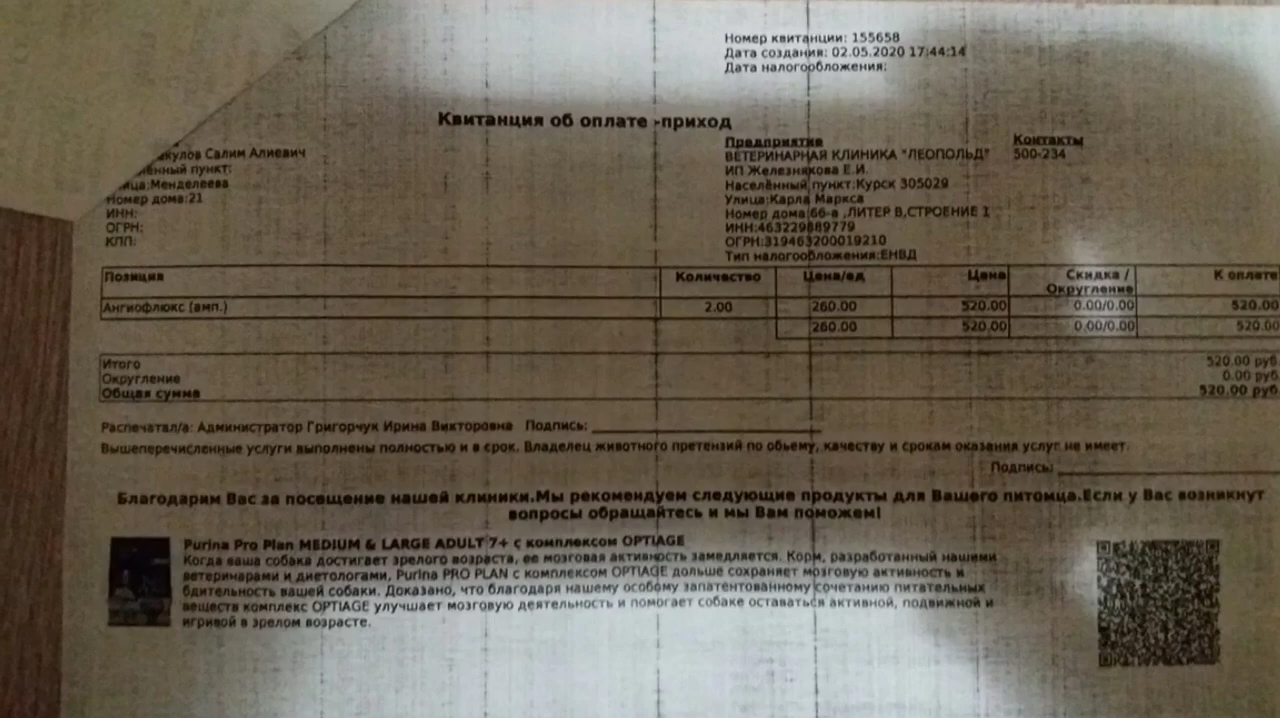 Номер квитанции: 155658
Дата создания: 02.05.2020 17:44:14
Дата налогообложения:
Квитанция об оплате -приход
акулов Салим Алиевич
ённый пункт:
ица:Менделеева
Номер дома:21
ИНН:
ОГРН:
КПП:
Предприятие
ВЕТЕРИНАРНАЯ КЛИНИКА "ЛЕОПОЛЬД"
ИП Железнякова Е.И.
Населённый пункт:Курск 305029
Улица:Карла Маркса
Номер дома:66-а ,ЛИТЕР В,СТРОЕНИЕ 1
ИНН:463229889779
ОГРН:319463200019210
Тип налогообложения:ЕНВД
Контакты
500-234
Позиция Количество Цена/ед Цена Скидка / Округление К оплате
Ангиофлюкс (амп.) 2.00 260.00 520.00 0.00/0.00 520.00
260.00 520.00 0.00/0.00 520.00
Итого 520.00 руб
Округление 0.00 руб
Общая сумма 520.00 руб
Распечатал/а: Администратор Григорчук Ирина Викторовна Подпись:
Вышеперечисленные услуги выполнены полностью и в срок. Владелец животного претензий по обьему, качеству и срокам оказания услуг не имеет.
Подпись:
Благодарим Вас за посещение нашей клиники.Мы рекомендуем следующие продукты для Вашего питомца.Если у Вас возникнут
вопросы обращайтесь и мы Вам поможем!
Purina Pro Plan MEDIUM & LARGE ADULT 7+ с комплексом OPTIAGE
Когда ваша собака достигает зрелого возраста, ее мозговая активность замедляется. Корм, разработанный нашими
ветеринарами и диетологами, Purina PRO PLAN с комплексом OPTIAGE дольше сохраняет мозговую активность и
бдительность вашей собаки. Доказано, что благодаря нашему особому запатентованному сочетанию питательных
веществ комплекс OPTIAGE улучшает мозговую деятельность и помогает собаке оставаться активной, подвижной и
игривой в зрелом возрасте.